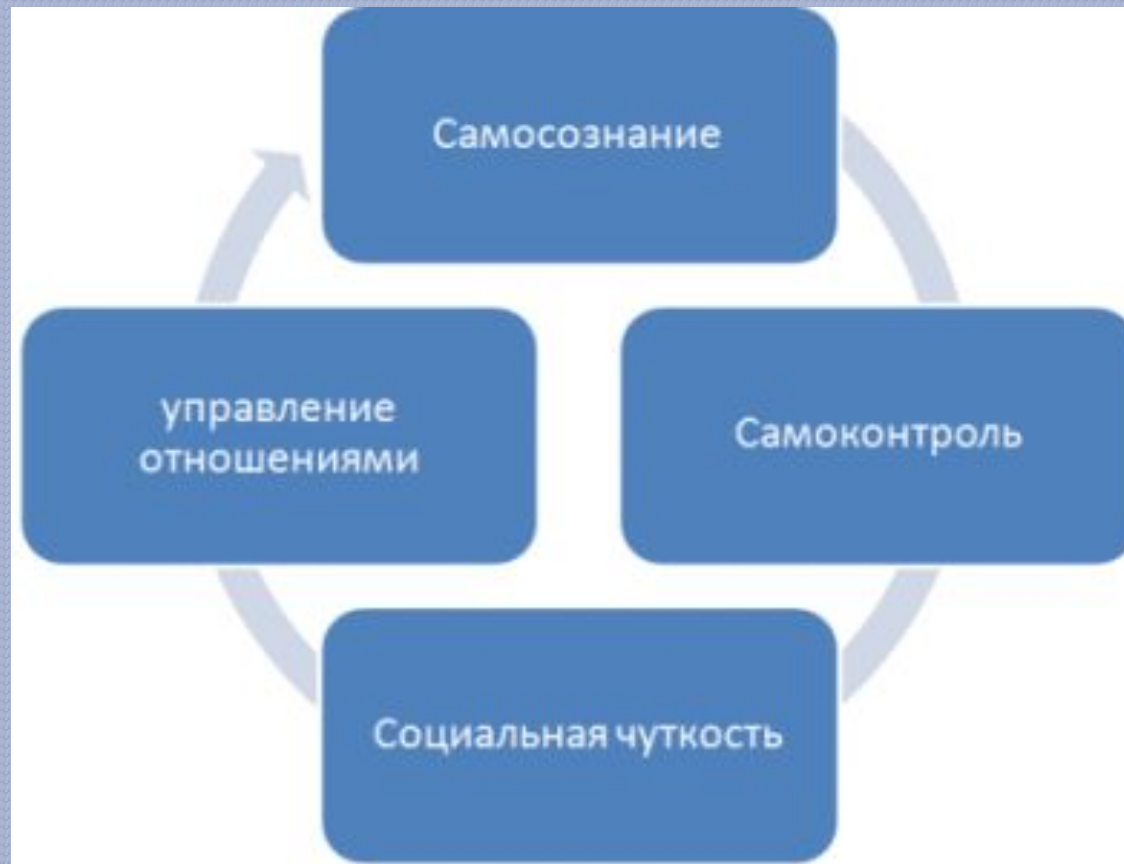 Самосознание
Самоконтроль
Социальная чуткость
управление
отношениями